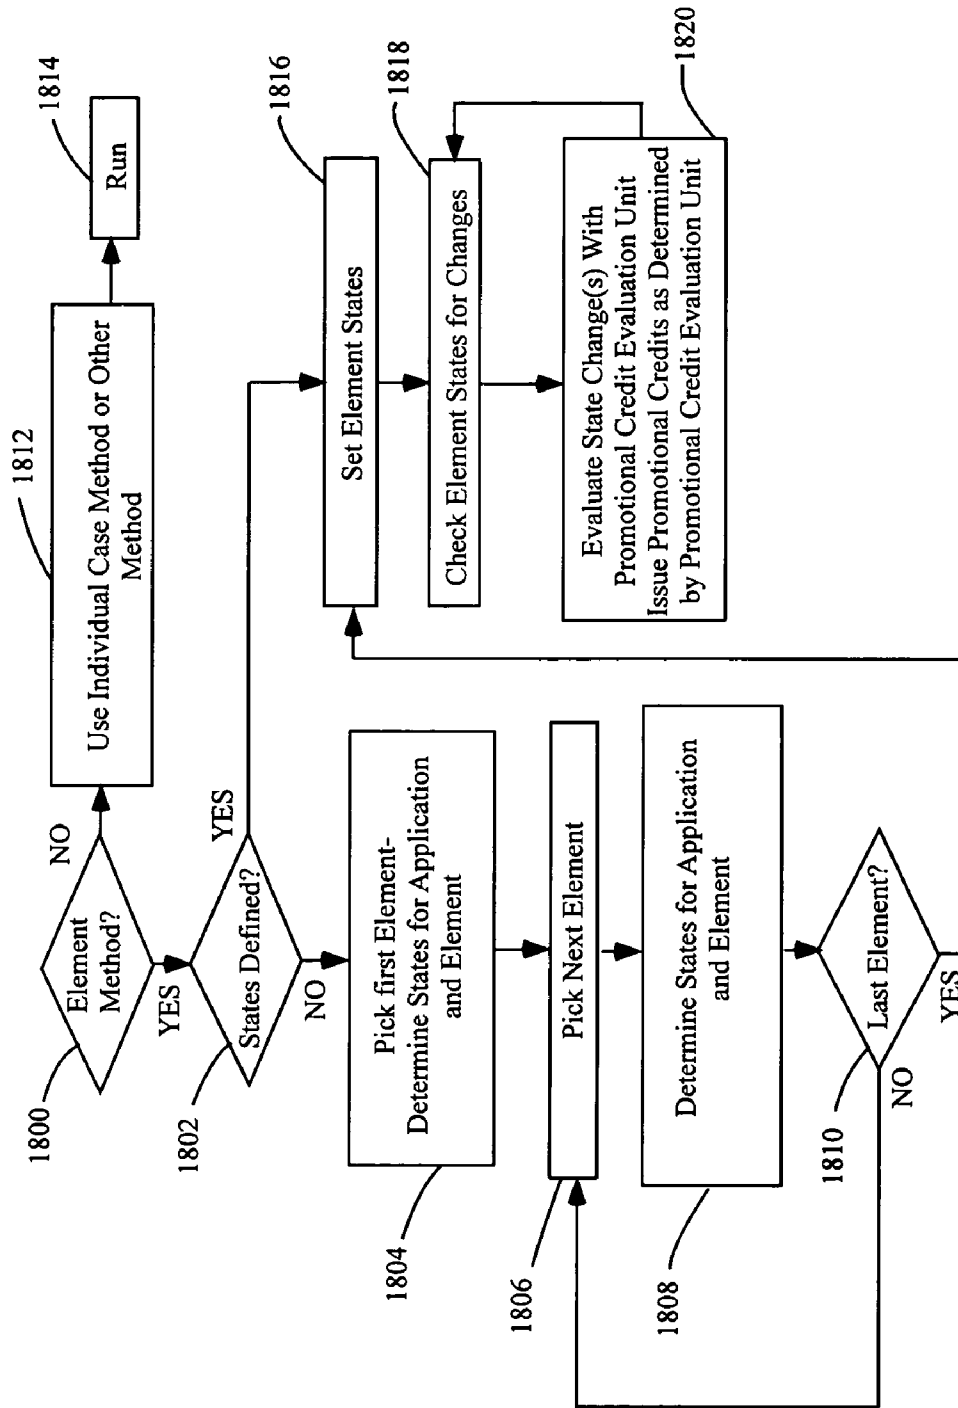 1800
Element
Method?
NO
YES
1812
Use Individual Case Method or Other
Method
1814
Run
1802
States Defined?
YES
NO
1804
Pick first Element-
Determine States for Application
and Element
1806
Pick Next Element
1808
Determine States for Application
and Element
1810
Last Element?
NO
YES
1816
Set Element States
1818
Check Element States for Changes
1820
Evaluate State Change(s) With
Promotional Credit Evaluation Unit
Issue Promotional Credits as Determined
by Promotional Credit Evaluation Unit